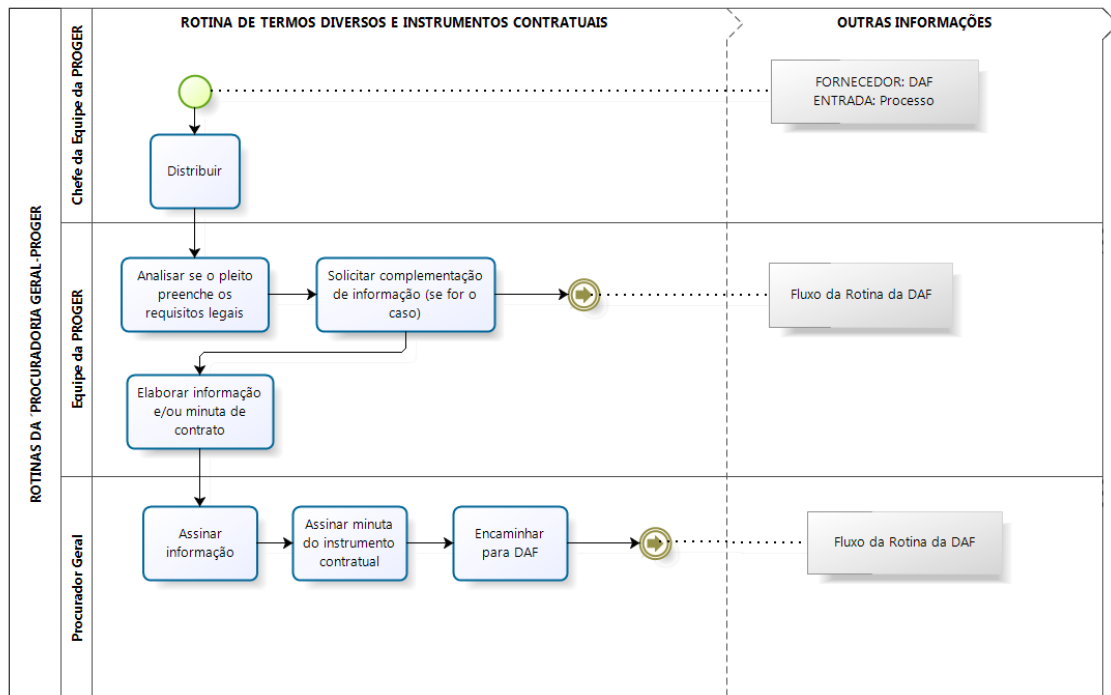 ROTINAS DA ´PROCURADORIA GERAL-PROGER
ROTINA DE TERMOS DIVERSOS E INSTRUMENTOS CONTRATUAIS
OUTRAS INFORMAÇÕES
Chefe da Equipe da PROGER
FORNECEDOR: DAF
ENTRADA: Processo
Distribuir
Equipe da PROGER
Analisar se o pleito
preenche os
requisitos legais
Solicitar complementação
de informação (se for o
caso)
Fluxo da Rotina da DAF
Elaborar informação
e/ou minuta de
contrato
Procurador Geral
Assinar
informação
Assinar minuta
do instrumento
contratual
Encaminhar
para DAF
Fluxo da Rotina da DAF